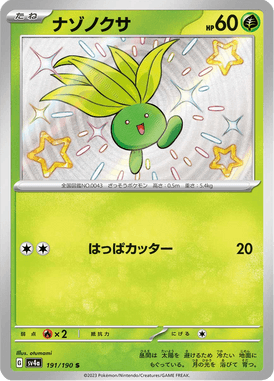 たね
ナゾノクサ
HP60
全国図鑑NO.0043 ざっそうポケモン 高さ:0.5m 重さ:5.4kg
はっぱカッター 20
弱点 ×2 抵抗力 にげる
Illus. otumami
G sv4a 191/190 S
昼間は 太陽を 避けるため 冷たい 地面に もぐる。 月の光を 浴びて 育つ。
©2023 Pokémon/Nintendo/Creatures/GAME FREAK.